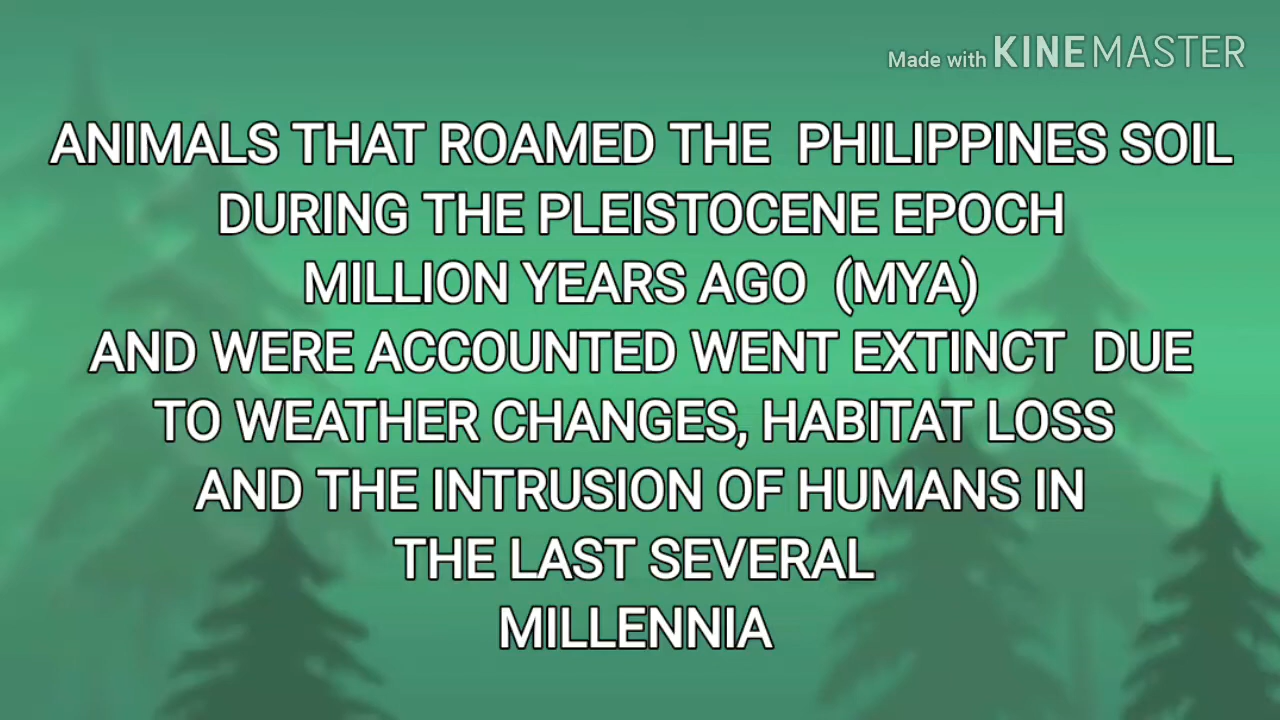 Made with KINEMASTER
ANIMALS THAT ROAMED THE PHILIPPINES SOIL
DURING THE PLEISTOCENE EPOCH
MILLION YEARS AGO (MYA)
AND WERE ACCOUNTED WENT EXTINCT DUE
TO WEATHER CHANGES, HABITAT LOSS
AND THE INTRUSION OF HUMANS IN
THE LAST SEVERAL
MILLENNIA